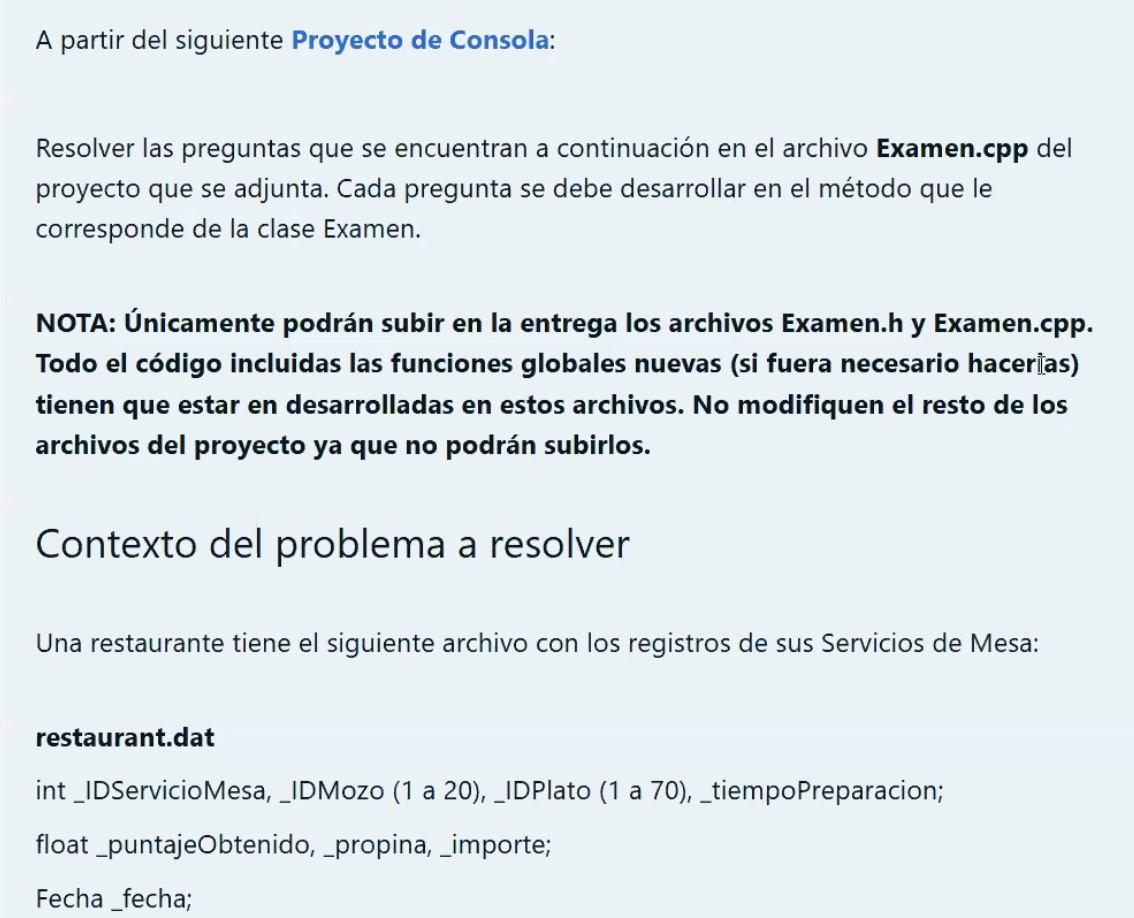 A partir del siguiente Proyecto de Consola:
Resolver las preguntas que se encuentran a continuación en el archivo Examen.cpp del
proyecto que se adjunta. Cada pregunta se debe desarrollar en el método que le
corresponde de la clase Examen.
NOTA: Únicamente podrán subir en la entrega los archivos Examen.h y Examen.cpp.
Todo el código incluidas las funciones globales nuevas (si fuera necesario hacerlas)
tienen que estar en desarrolladas en estos archivos. No modifiquen el resto de los
archivos del proyecto ya que no podrán subirlos.
Contexto del problema a resolver
Una restaurante tiene el siguiente archivo con los registros de sus Servicios de Mesa:
restaurant.dat
int _IDServicioMesa, _IDMozo (1 a 20), _IDPlato (1 a 70), _tiempoPreparacion;
float _puntajeObtenido, _propina, _importe;
Fecha _fecha;